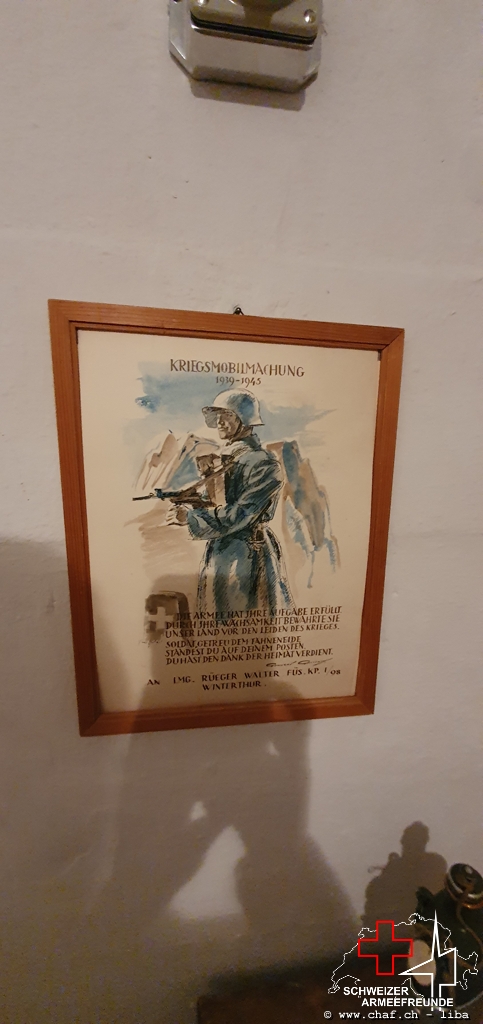 KRIEGSMOBILMACHUNG
1939-1945
DIE ARMEE HAT IHRE AUFGABE ERFÜLLT
DURCH IHRE WACHSAMKEIT BEWAHRTE SIE
UNSER LAND VOR DEN LEIDEN DES KRIEGES.
SOLDAT, GETREU DEM FAHNENEIDE
STANDEST DU AUF DEINEM POSTEN.
DU HAST DEN DANK DER HEIMAT VERDIENT.
AN LMG. RÜEGER WALTER FÜS. KP. I/08
WINTERTHUR.
SCHWEIZER
ARMEEFREUNDE
© www.chaf.ch - liba